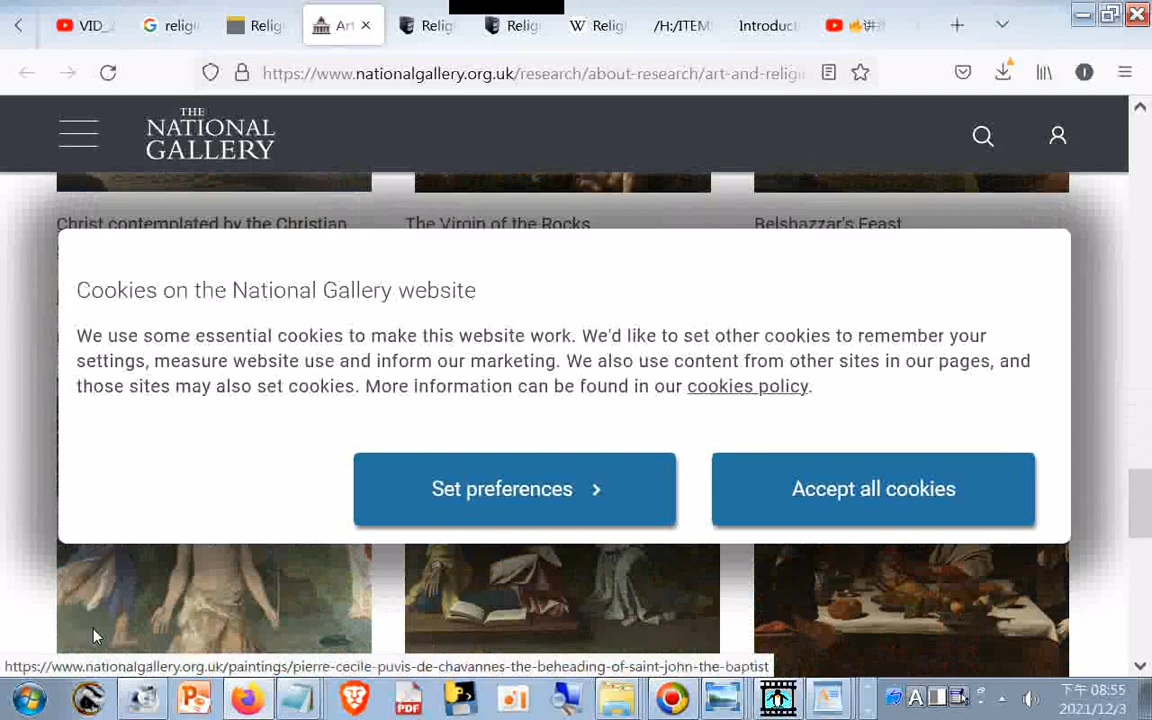 VID_
religi
Relig
Art
Relig
Relig
Relig
/H:/ITEM
Introduct
https://www.nationalgallery.org.uk/research/about-research/art-and-religi
THE
NATIONAL
GALLERY
Christ contemplated by the Christian
The Virgin of the Rocks
Belshazzar's Feast
Cookies on the National Gallery website
We use some essential cookies to make this website work. We'd like to set other cookies to remember your
settings, measure website use and inform our marketing. We also use content from other sites in our pages, and
those sites may also set cookies. More information can be found in our cookies policy.
Set preferences
Accept all cookies
https://www.nationalgallery.org.uk/paintings/pierre-cecile-puvis-de-chavannes-the-beheading-of-saint-john-the-baptist
PDF
A
下午 08:55
2021/12/3